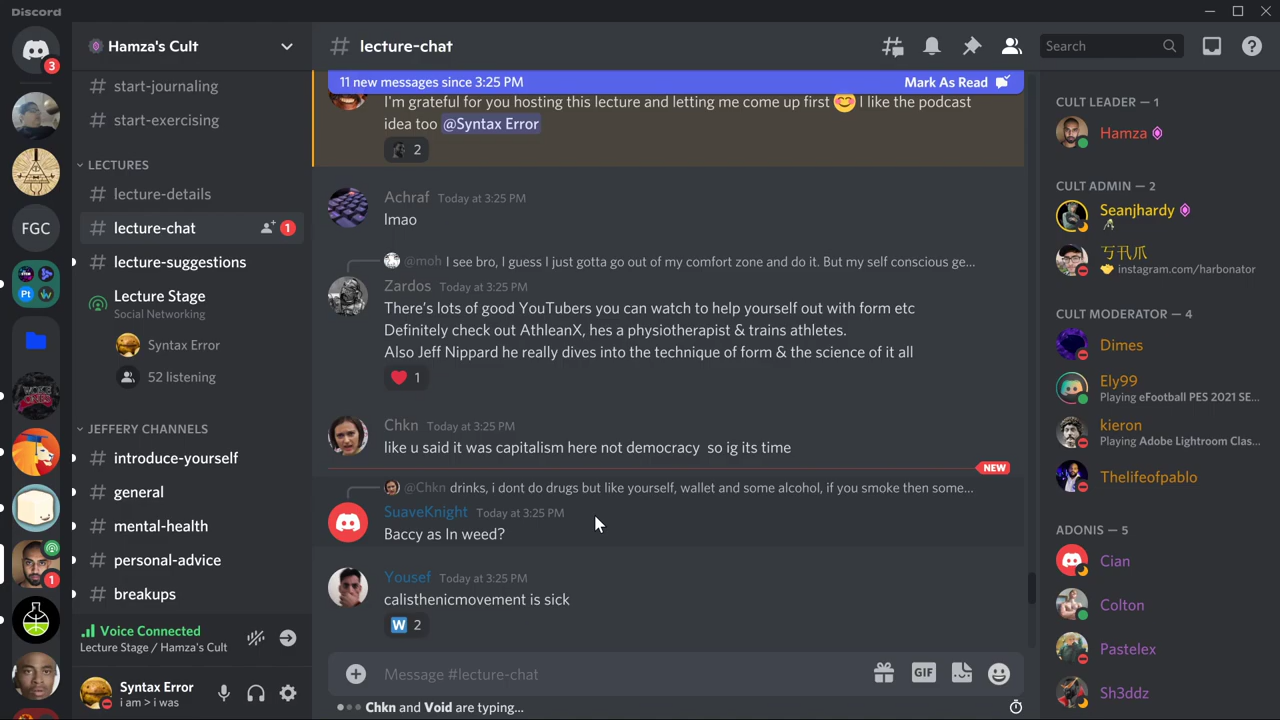 Discord
3
FGC
1
Hamza's Cult
start-journaling
start-exercising
LECTURES
lecture-details
lecture-chat
1
lecture-suggestions
Lecture Stage
Social Networking
Syntax Error
52 listening
JEFFERY CHANNELS
introduce-yourself
general
mental-health
personal-advice
breakups
Voice Connected
Lecture Stage / Hamza's Cult
Syntax Error
i am > i was
# lecture-chat
Search
11 new messages since 3:25 PM
Mark As Read
I'm grateful for you hosting this lecture and letting me come up first 😊 I like the podcast
idea too @Syntax Error
2
Achraf Today at 3:25 PM
lmao
@moh I see bro, I guess I just gotta go out of my comfort zone and do it. But my self conscious ge...
Zardos Today at 3:25 PM
There's lots of good YouTubers you can watch to help yourself out with form etc
Definitely check out AthleanX, hes a physiotherapist & trains athletes.
Also Jeff Nippard he really dives into the technique of form & the science of it all
❤️ 1
Chkn Today at 3:25 PM
like u said it was capitalism here not democracy so ig its time
NEW
@Chkn drinks, i dont do drugs but like yourself, wallet and some alcohol, if you smoke then some...
SuaveKnight Today at 3:25 PM
Baccy as In weed?
Yousef Today at 3:25 PM
calisthenicmovement is sick
W 2
Message #lecture-chat
GIF
Chkn and Void are typing...
CULT LEADER — 1
Hamza
CULT ADMIN — 2
Seanjhardy
instagram.com/harbonator
CULT MODERATOR — 4
Dimes
Ely99
Playing eFootball PES 2021 SE...
kieron
Playing Adobe Lightroom Clas...
Thelifeofpablo
ADONIS — 5
Cian
Colton
Pastelex
Sh3ddz